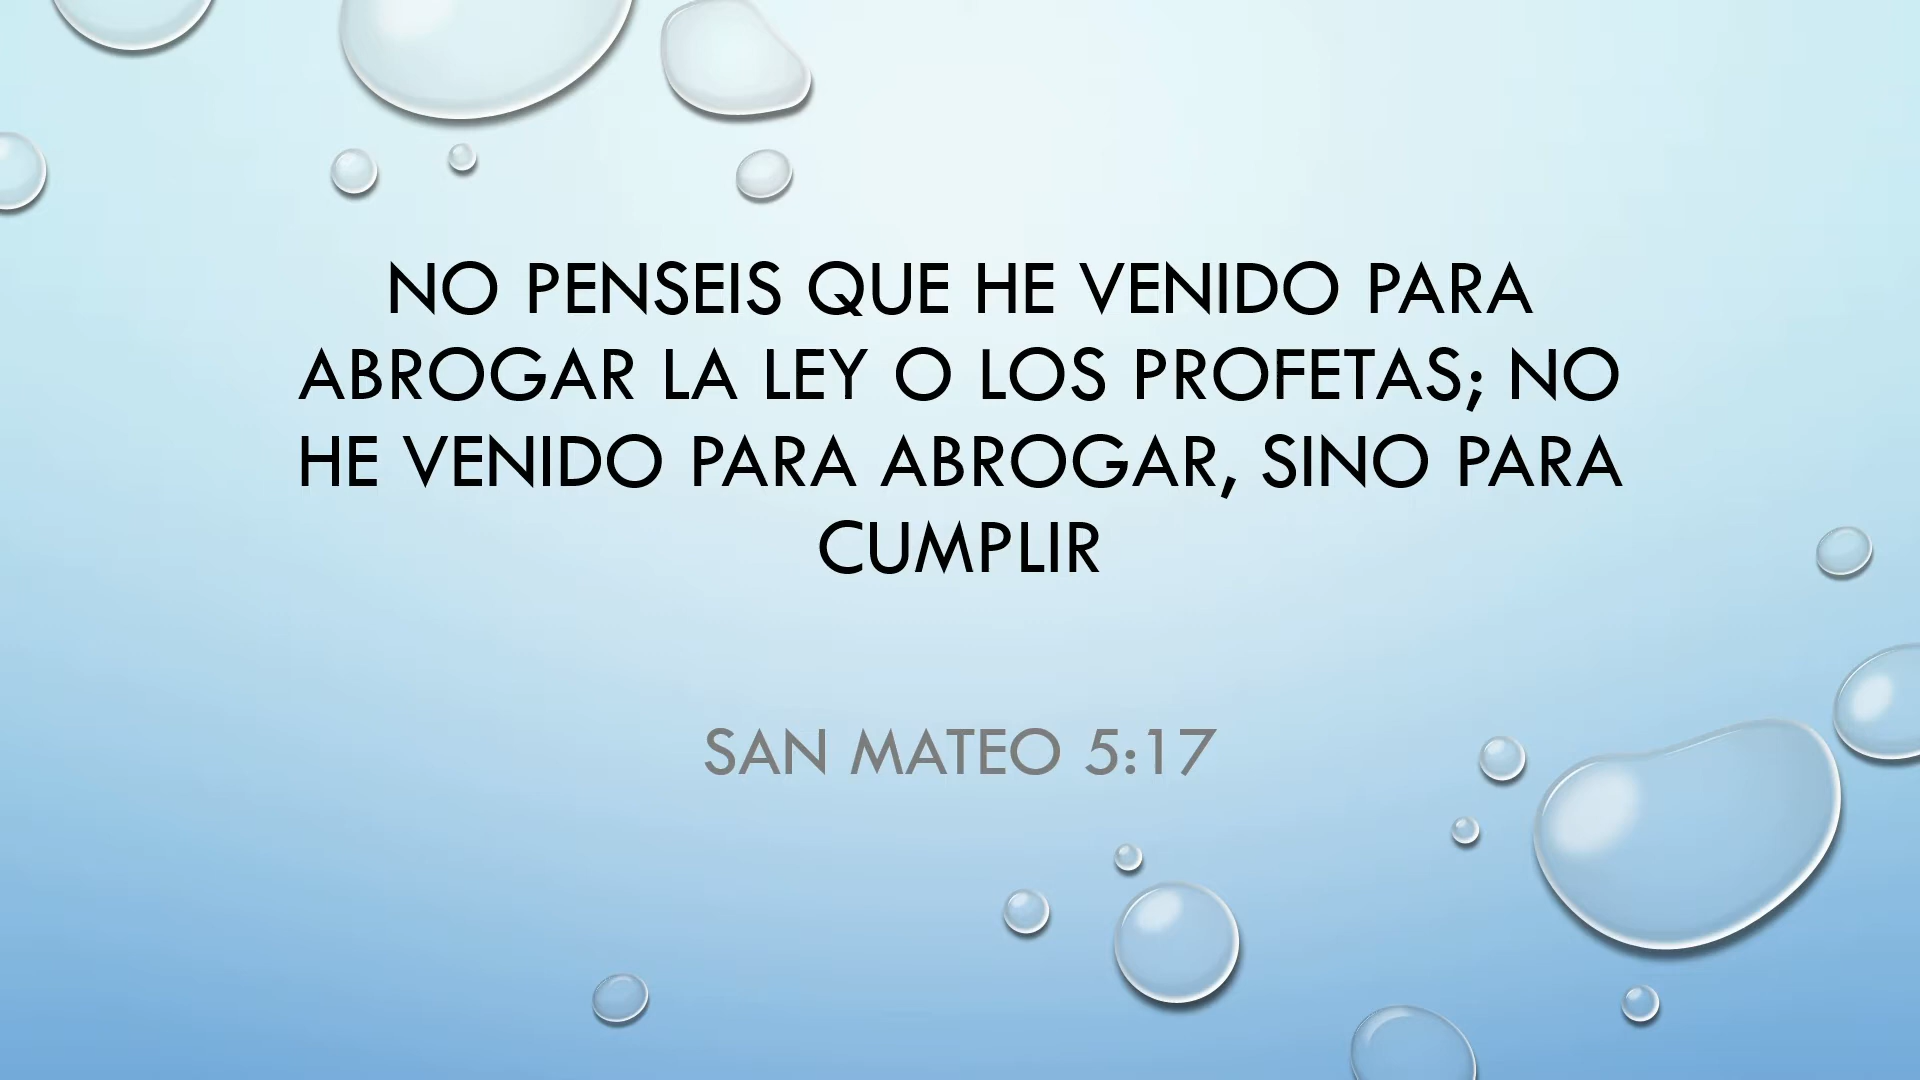 NO PENSEIS QUE HE VENIDO PARA
ABROGAR LA LEY O LOS PROFETAS; NO
HE VENIDO PARA ABROGAR, SINO PARA
CUMPLIR
SAN MATEO 5:17